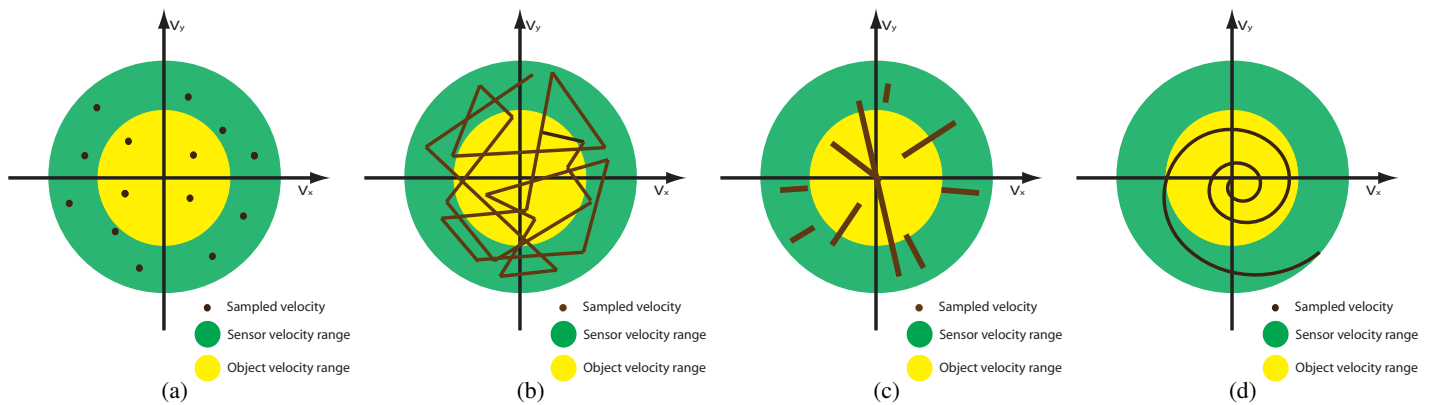 Vy
Vx
Sampled velocity
Sensor velocity range
Object velocity range
(a)
Vy
Vx
Sampled velocity
Sensor velocity range
Object velocity range
(b)
Vy
Vx
Sampled velocity
Sensor velocity range
Object velocity range
(c)
Vy
Vx
Sampled velocity
Sensor velocity range
Object velocity range
(d)